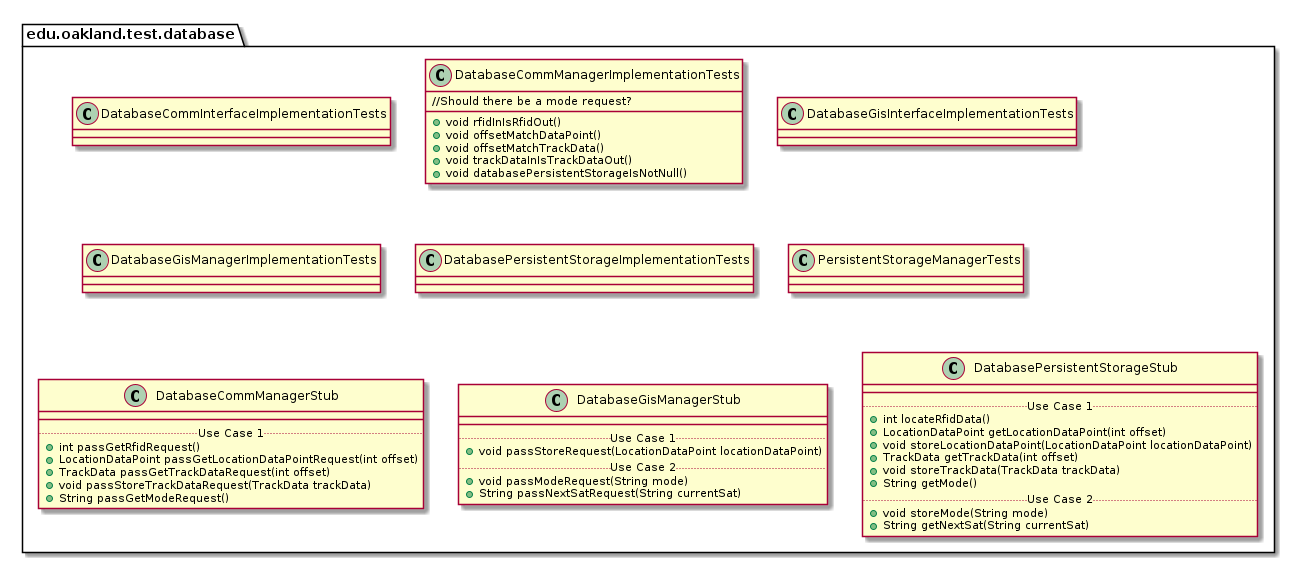 edu.oakland.test.database
C DatabaseCommInterfaceImplementationTests
C DatabaseCommManagerImplementationTests
//Should there be a mode request?
void rfidInIsRfidOut()
void offsetMatchDataPoint()
void offsetMatchTrackData()
void trackDataInIsTrackDataOut()
void databasePersistentStorageIsNotNull()
C DatabaseGisInterfaceImplementationTests
C DatabaseGisManagerImplementationTests
C DatabasePersistentStorageImplementationTests
C PersistentStorageManagerTests
C DatabaseCommManagerStub
Use Case 1
int passGetRfidRequest()
LocationDataPoint passGetLocationDataPointRequest(int offset)
TrackData passGetTrackDataRequest(int offset)
void passStoreTrackDataRequest(TrackData trackData)
String passGetModeRequest()
C DatabaseGisManagerStub
Use Case 1
void passStoreRequest(LocationDataPoint locationDataPoint)
Use Case 2
void passModeRequest(String mode)
String passNextSatRequest(String currentSat)
C DatabasePersistentStorageStub
Use Case 1
int locateRfidData()
LocationDataPoint getLocationDataPoint(int offset)
void storeLocationDataPoint(LocationDataPoint locationDataPoint)
TrackData getTrackData(int offset)
void storeTrackData(TrackData trackData)
String getMode()
Use Case 2
void storeMode(String mode)
String getNextSat(String currentSat)